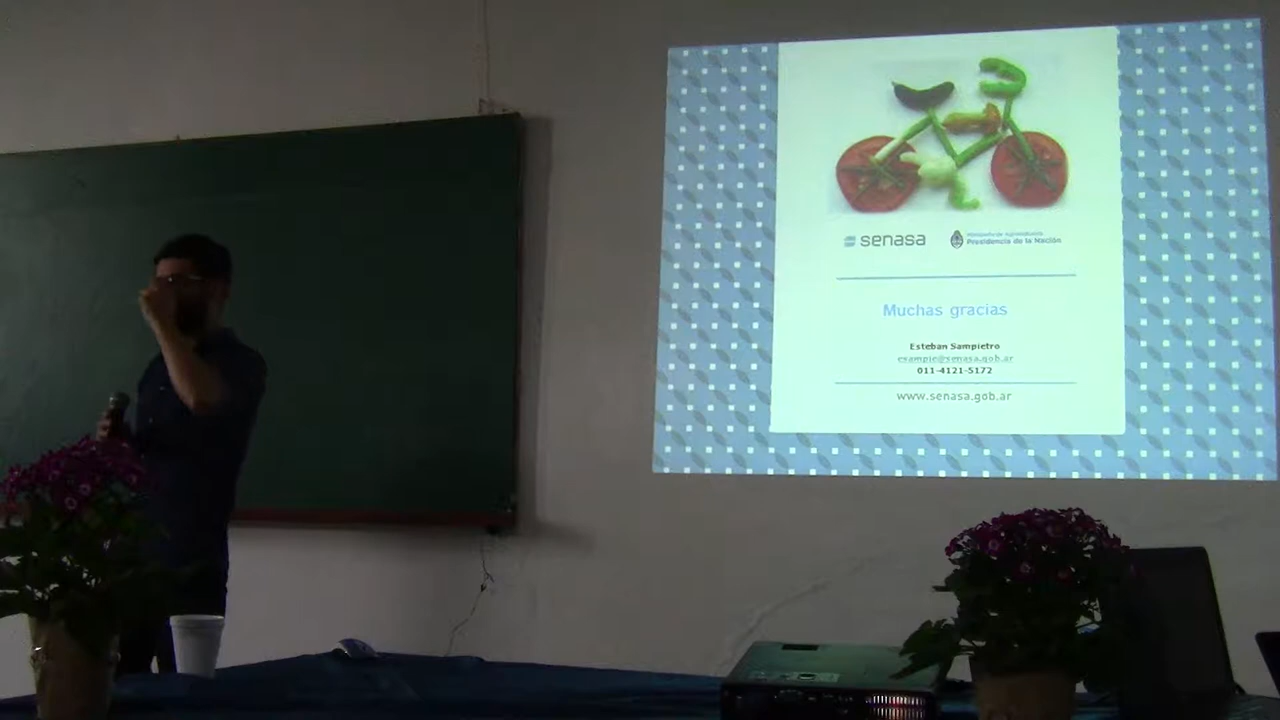 senasa
Presidencia de la Nación
Muchas gracias
Esteban Sampietro
esampie@senasa.gob.ar
011-4121-5172
www.senasa.gob.ar